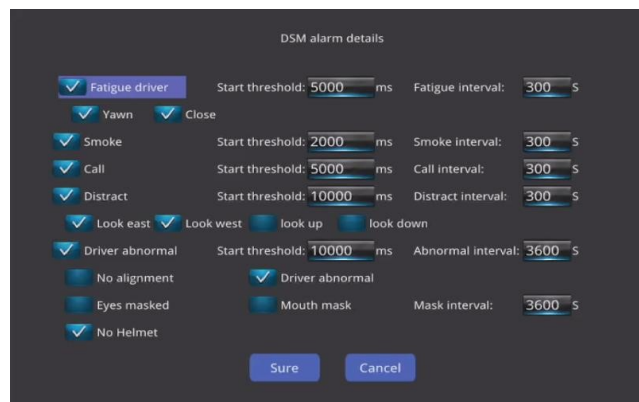 DSM alarm details
Fatigue driver Start threshold: 5000 ms Fatigue interval: 300 S
Yawn Close
Smoke Start threshold: 2000 ms Smoke interval: 300 S
Call Start threshold: 5000 ms Call interval: 300 S
Distract Start threshold: 10000 ms Distract interval: 300 S
Look east Look west look up look down
Driver abnormal Start threshold: 10000 ms Abnormal interval: 3600 S
No alignment Driver abnormal
Eyes masked Mouth mask Mask interval: 3600 S
No Helmet
Sure Cancel